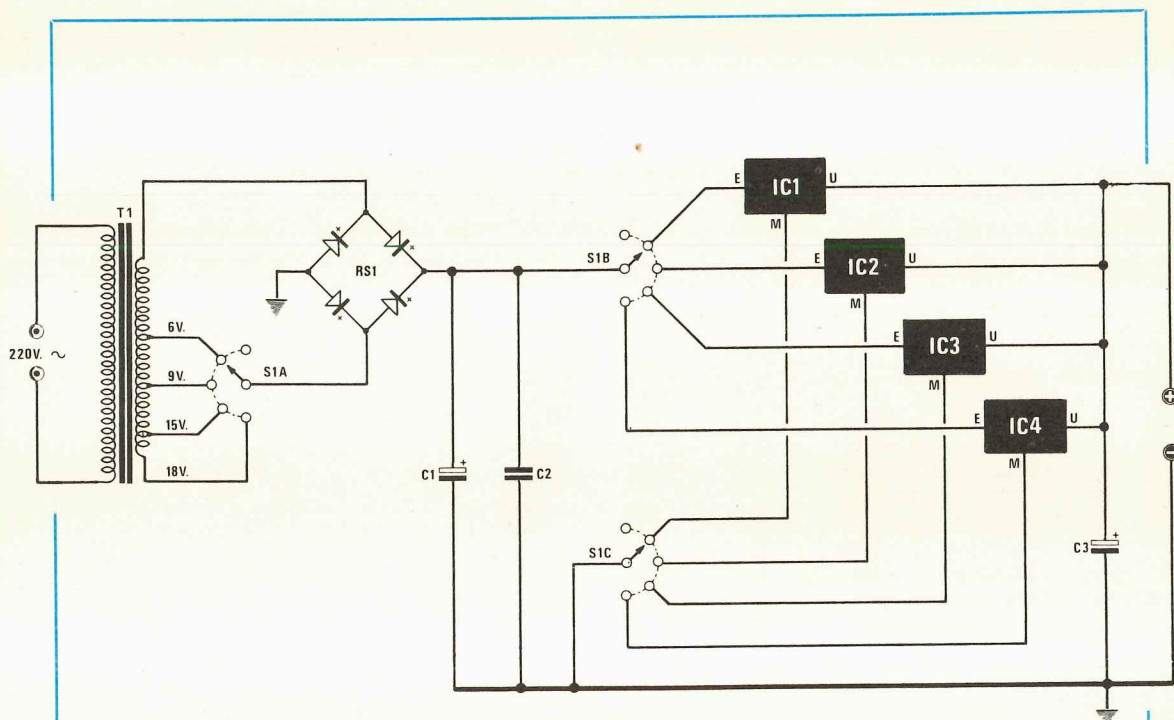 T1
220V. ~
6V.
9V.
15V.
18V.
S1A
RS1
+
C1
C2
S1B
E IC1 U
M
E IC2 U
M
E IC3 U
M
E IC4 U
M
S1C
+
C3
+
-